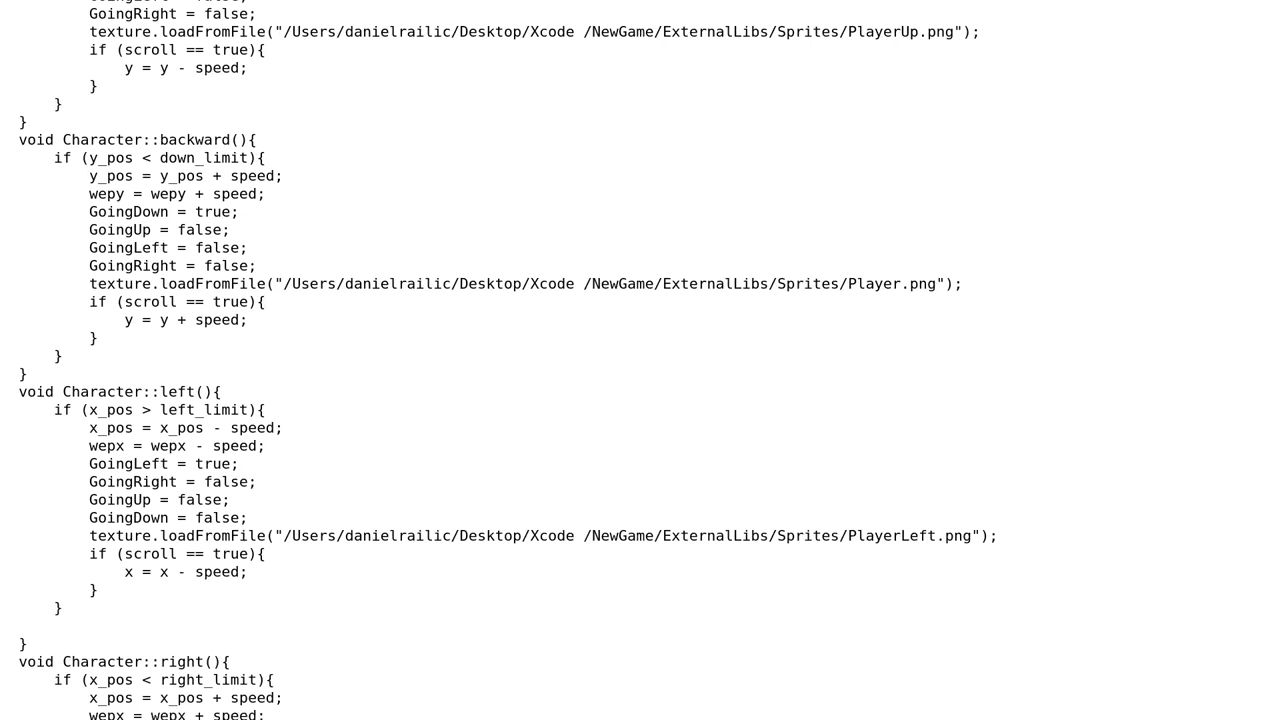 GoingRight = false;
texture.loadFromFile("/Users/danielrailic/Desktop/Xcode /NewGame/ExternalLibs/Sprites/PlayerUp.png");
if (scroll == true){
y = y - speed;
}
}
}
void Character::backward(){
if (y_pos < down_limit){
y_pos = y_pos + speed;
wepy = wepy + speed;
GoingDown = true;
GoingUp = false;
GoingLeft = false;
GoingRight = false;
texture.loadFromFile("/Users/danielrailic/Desktop/Xcode /NewGame/ExternalLibs/Sprites/Player.png");
if (scroll == true){
y = y + speed;
}
}
}
void Character::left(){
if (x_pos > left_limit){
x_pos = x_pos - speed;
wepx = wepx - speed;
GoingLeft = true;
GoingRight = false;
GoingUp = false;
GoingDown = false;
texture.loadFromFile("/Users/danielrailic/Desktop/Xcode /NewGame/ExternalLibs/Sprites/PlayerLeft.png");
if (scroll == true){
x = x - speed;
}
}
}
void Character::right(){
if (x_pos < right_limit){
x_pos = x_pos + speed;
wepx = wepx + speed;